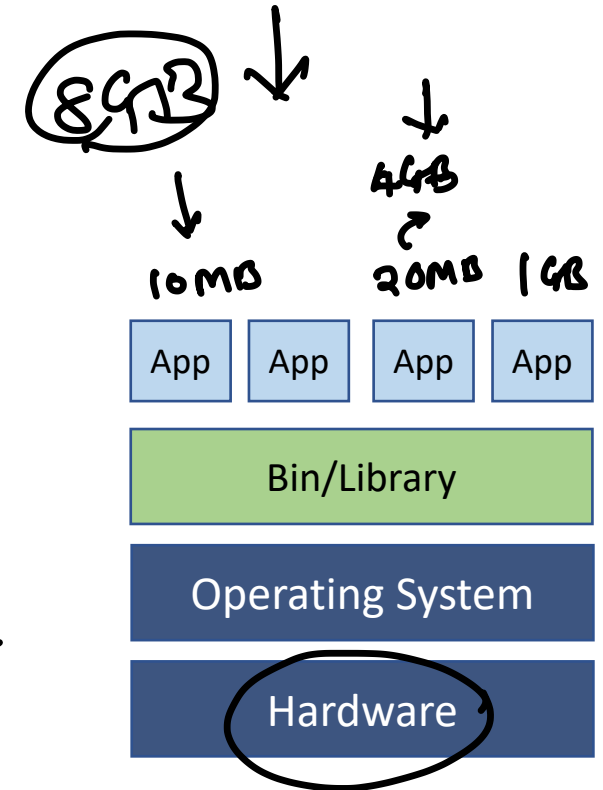 8GB
4GB
10MB 20MB 1GB
App App App App
Bin/Library
Operating System
Hardware